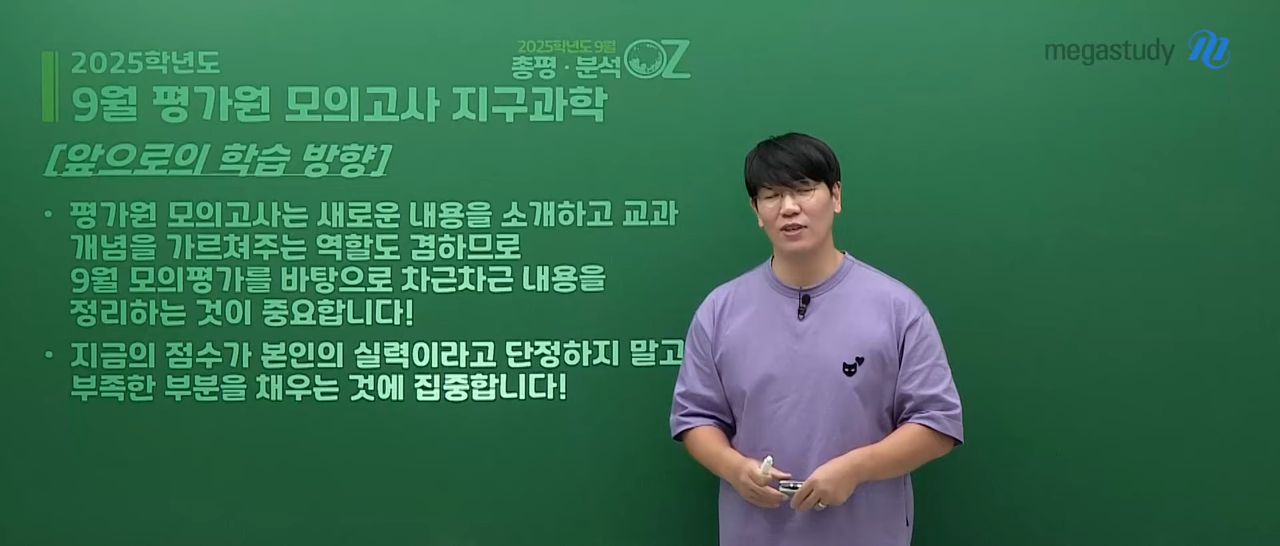 2025학년도
9월 평가원 모의고사 지구과학
2025학년도 9월
총평·분석 OZ
megastudy
[앞으로의 학습 방향]
• 평가원 모의고사는 새로운 내용을 소개하고 교과
개념을 가르쳐주는 역할도 겸하므로
9월 모의평가를 바탕으로 차근차근 내용을
정리하는 것이 중요합니다!
• 지금의 점수가 본인의 실력이라고 단정하지 말고
부족한 부분을 채우는 것에 집중합니다!